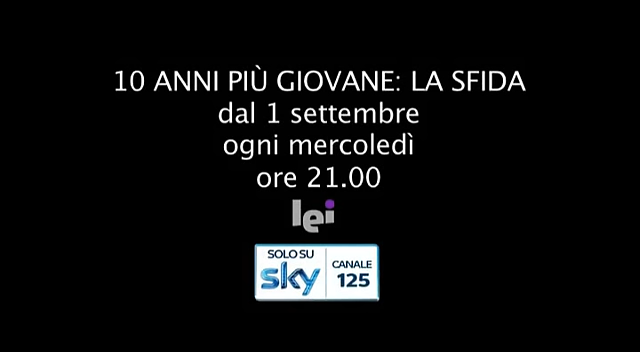 10 ANNI PIÙ GIOVANE: LA SFIDA
dal 1 settembre
ogni mercoledì
ore 21.00
lei
SOLO SU
sky
CANALE
125